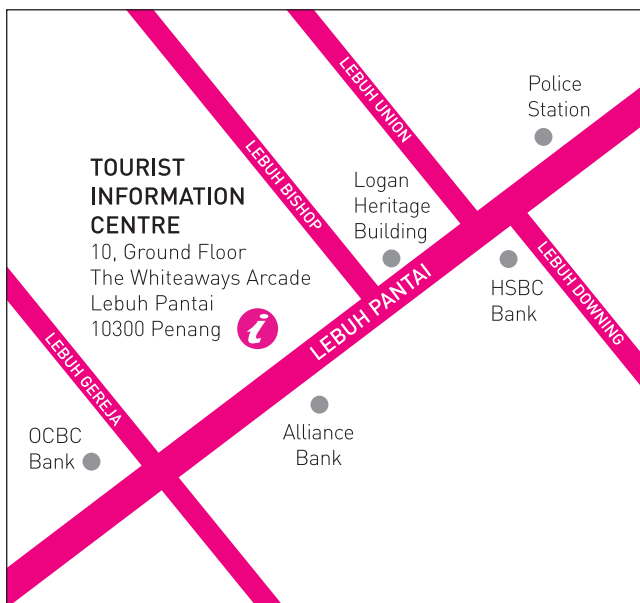 LEBUH UNION
Police
Station
LEBUH BISHOP
TOURIST
INFORMATION
CENTRE
10, Ground Floor
The Whiteaways Arcade
Lebuh Pantai
10300 Penang
i
Logan
Heritage
Building
LEBUH PANTAI
HSBC
Bank
LEBUH DOWNING
LEBUH GEREJA
OCBC
Bank
Alliance
Bank